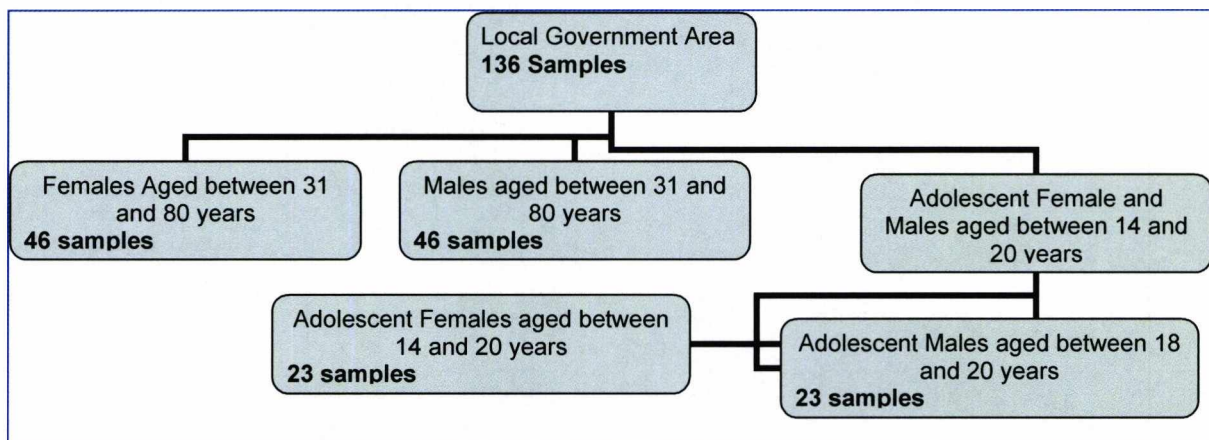 Local Government Area
136 Samples
Females Aged between 31
and 80 years
46 samples
Males aged between 31 and
80 years
46 samples
Adolescent Female and
Males aged between 14 and
20 years
Adolescent Females aged between
14 and 20 years
23 samples
Adolescent Males aged between 18
and 20 years
23 samples